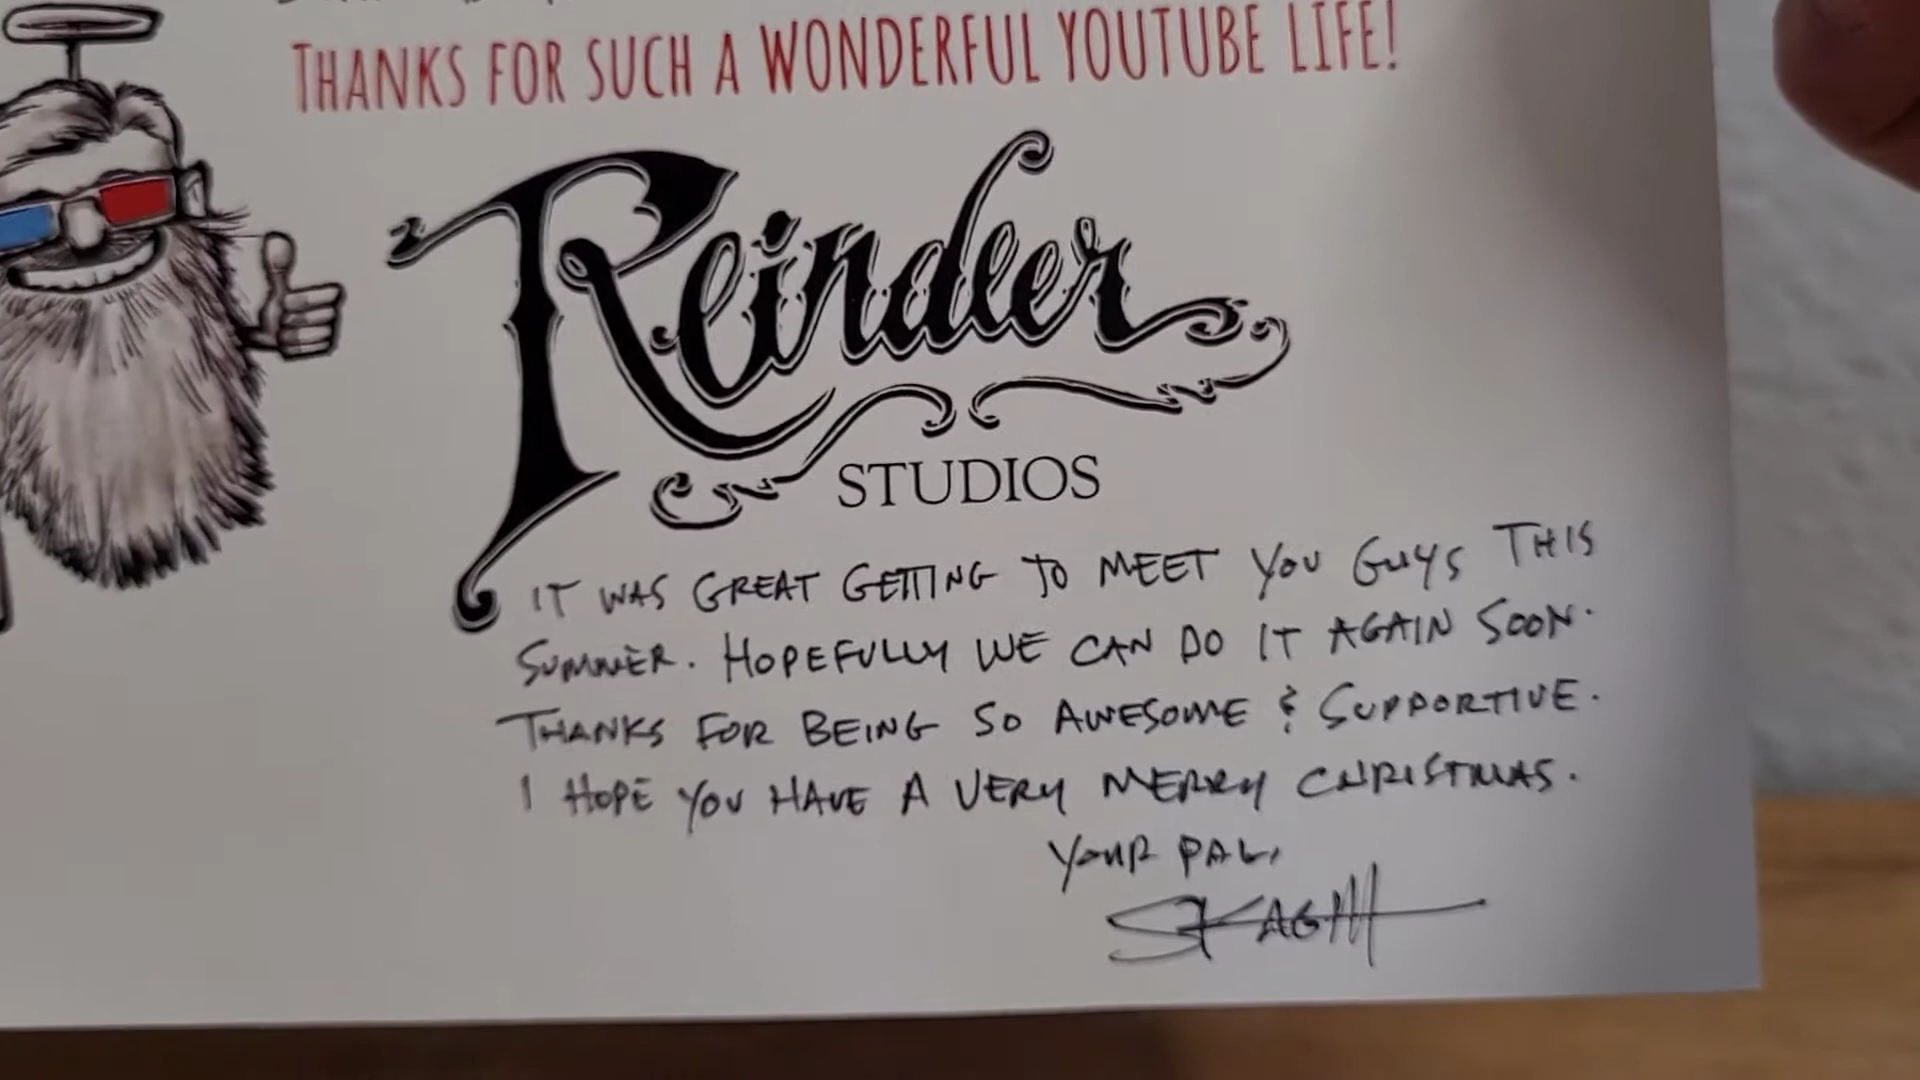 THANKS FOR SUCH A WONDERFUL YOUTUBE LIFE!
Reindeer
STUDIOS
IT WAS GREAT GETTING TO MEET YOU GUYS THIS
SUMMER. HOPEFULLY WE CAN DO IT AGAIN SOON.
THANKS FOR BEING SO AWESOME & SUPPORTIVE.
I HOPE YOU HAVE A VERY MERRY CHRISTMAS.
YOUR PAL,